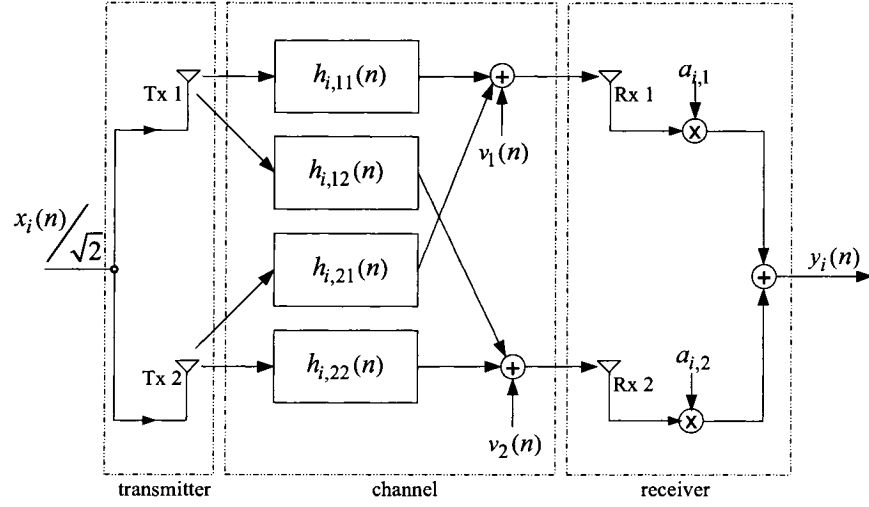 h_{i,11}(n)
a_{i,1}
Tx 1
Rx 1
X
v_1(n)
h_{i,12}(n)
x_i(n)/√2
h_{i,21}(n)
y_i(n)
h_{i,22}(n)
a_{i,2}
Tx 2
Rx 2
X
v_2(n)
transmitter
channel
receiver